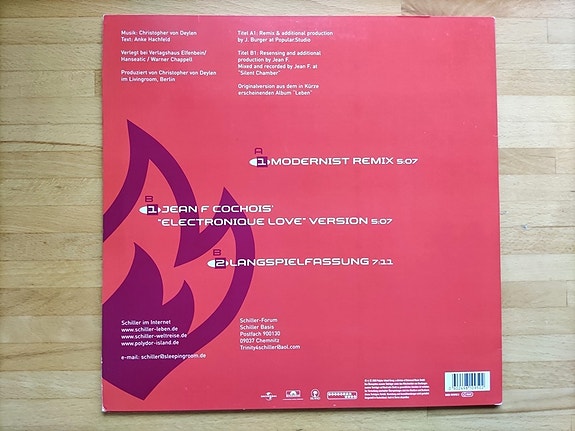 Musik: Christopher von Deylen
Text: Anke Hachfeld
Verlegt bei Verlagshaus Elfenbein/
Hanseatic / Warner Chappell
Produziert von Christopher von Deylen
im Livingroom, Berlin
Titel A1: Remix & additional production
by J. Burger at Popular.Studio
Titel B1: Resensing and additional
production by Jean F.
Mixed and recorded by Jean F. at
"Silent Chamber"
Originalversion aus dem in Kürze
erscheinenden Album "Leben"
A
1 MODERNIST REMIX 5:07
B
1 JEAN F COCHOIS'
"ELECTRONIQUE LOVE" VERSION 5:07
B
2 LANGSPIELFASSUNG 7:11
Schiller im Internet
www.schiller-leben.de
www.schiller-weltreise.de
www.polydor-island.de
e-mail: schiller@sleepingroom.de
Schiller-Forum
Schiller Basis
Postfach 900130
09037 Chemnitz
Trinity4schiller@aol.com